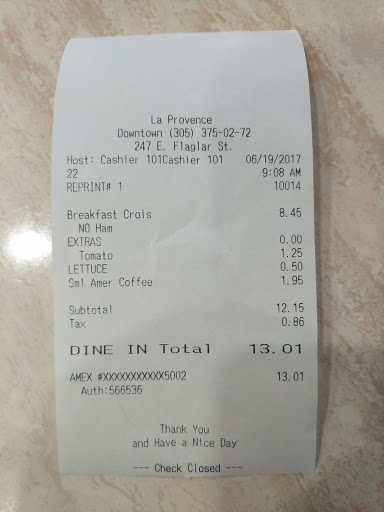 La Provence
Downtown (305) 375-02-72
247 E. Flaglar St.
Host: Cashier 101Cashier 101 06/19/2017
22 9:08 AM
REPRINT# 1 10014
Breakfast Crois 8.45
NO Ham
EXTRAS 0.00
Tomato 1.25
LETTUCE 0.50
Sml Amer Coffee 1.95
Subtotal 12.15
Tax 0.86
DINE IN Total 13.01
AMEX #XXXXXXXXXXX5002 13.01
Auth:566536
Thank You
and Have a Nice Day
--- Check Closed ---